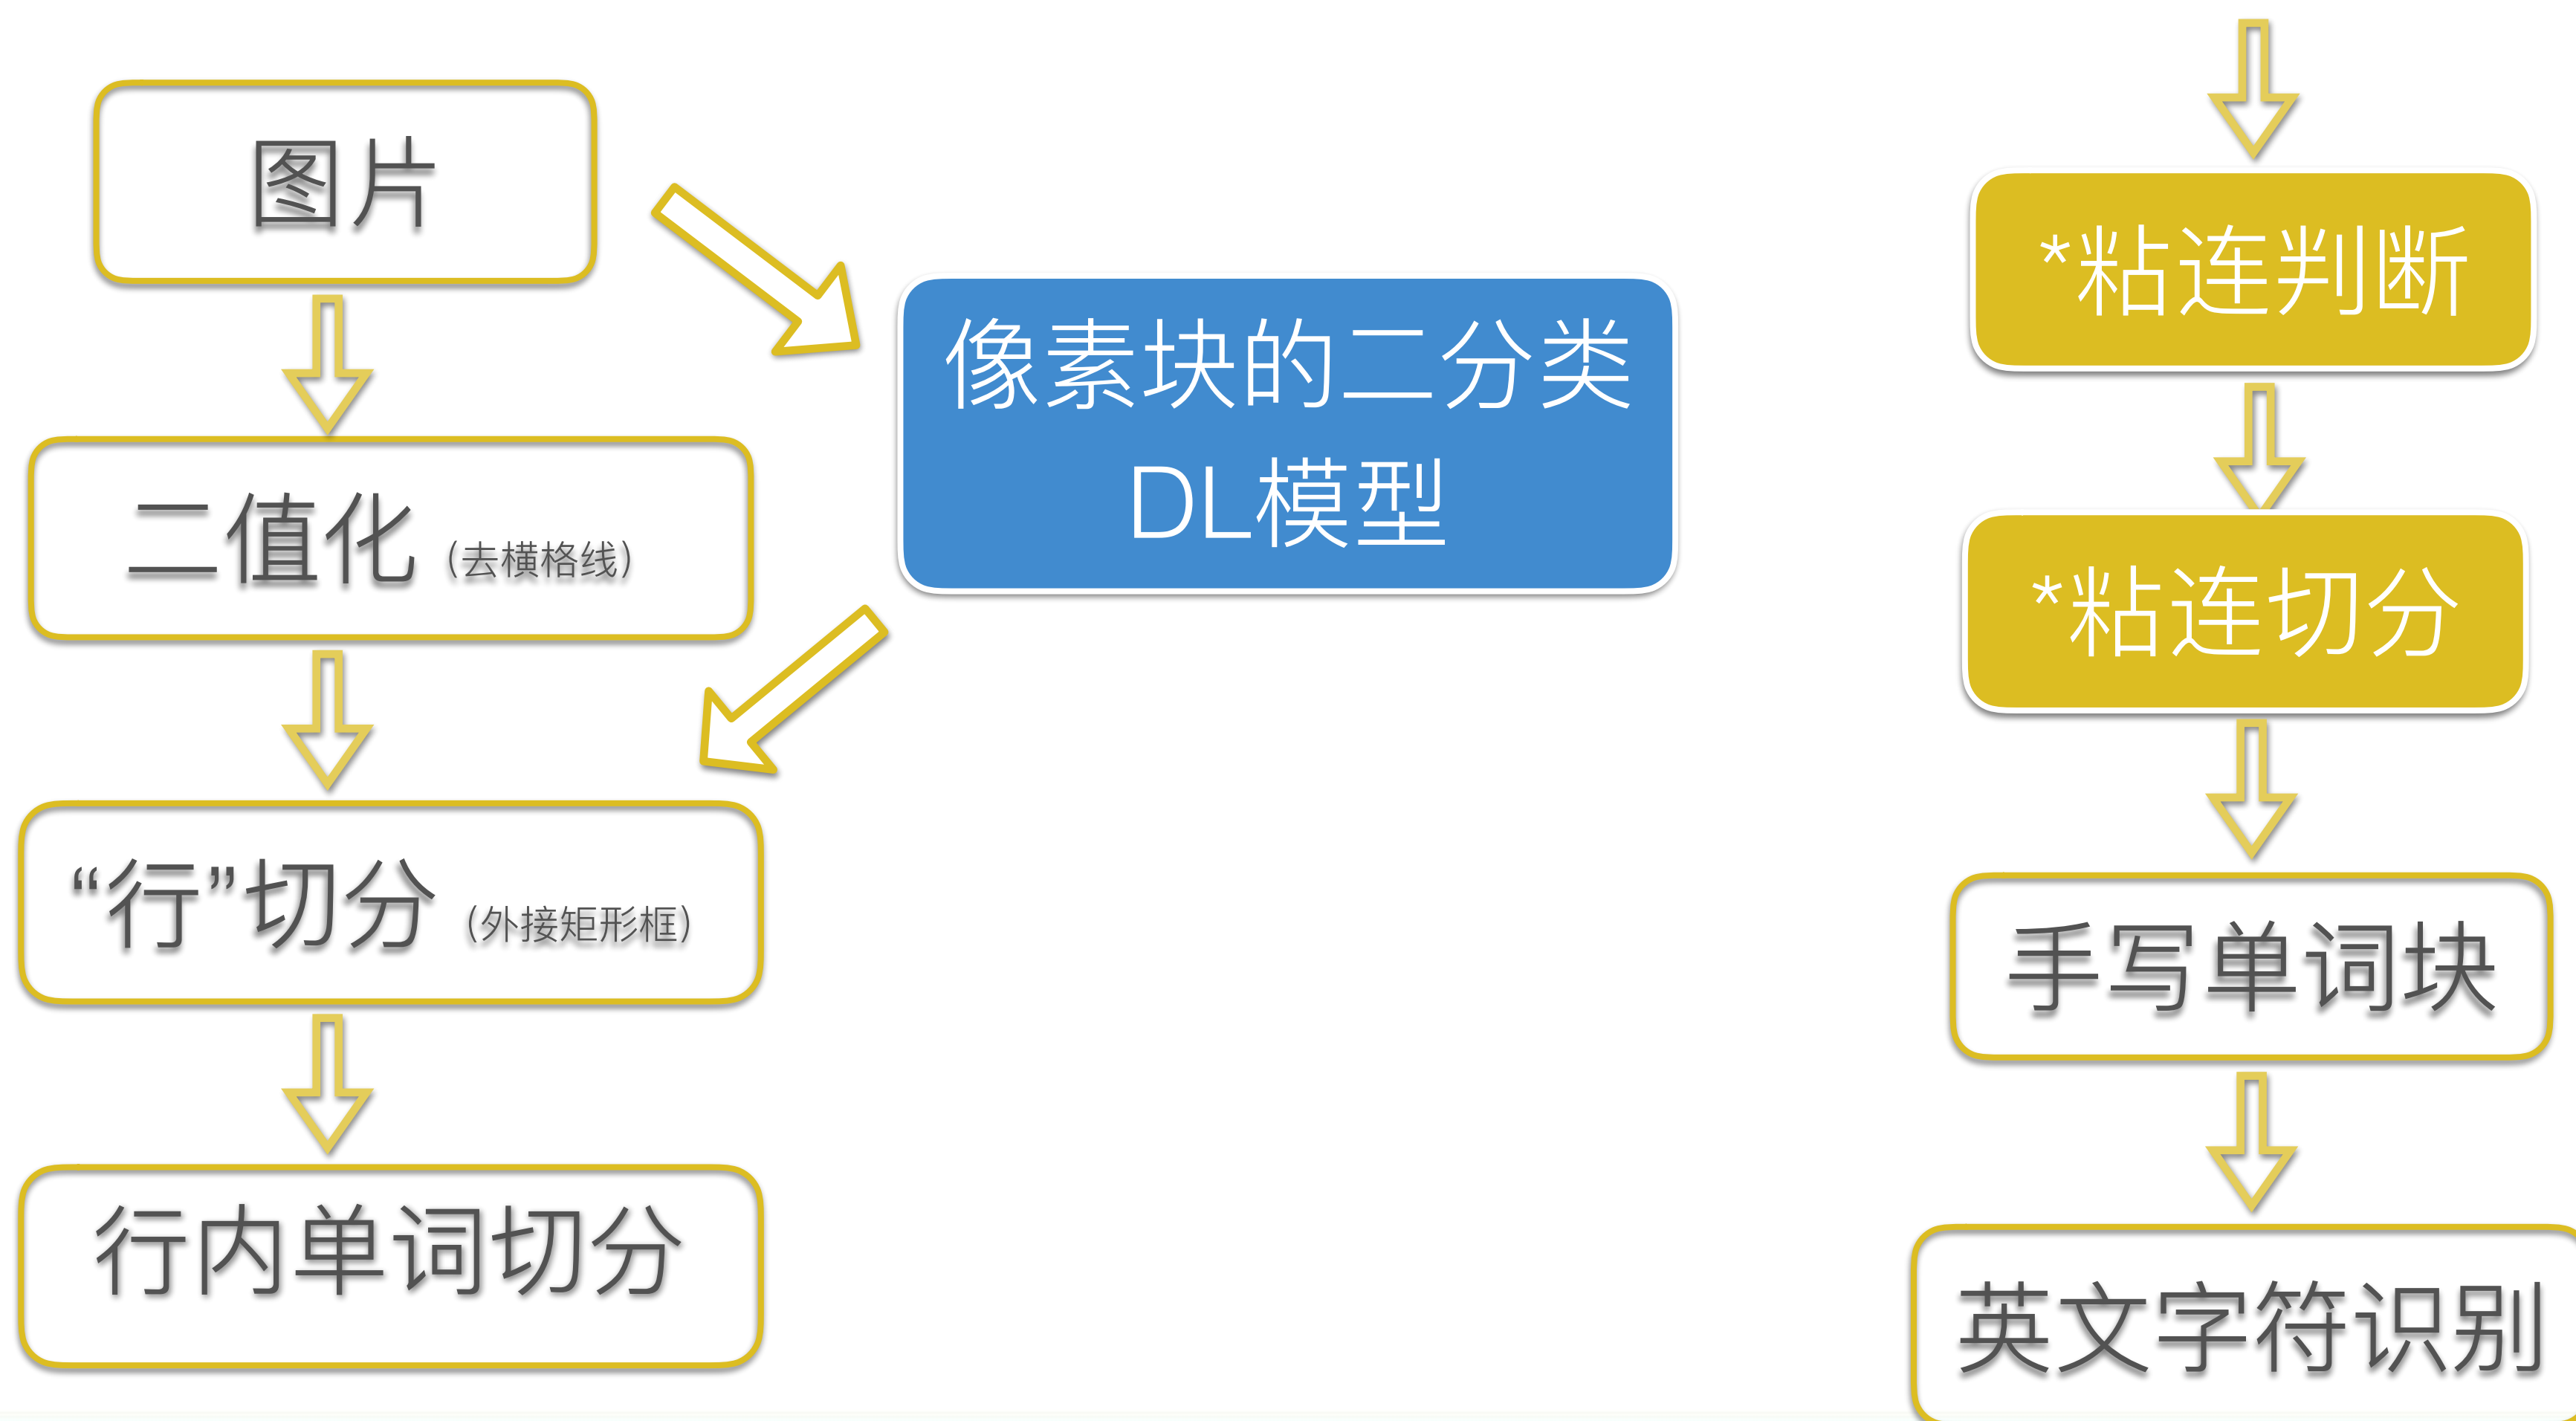 图片
二值化（去横格线）
“行”切分（外接矩形框）
行内单词切分
像素块的二分类
DL模型
*粘连判断
*粘连切分
手写单词块
英文字符识别